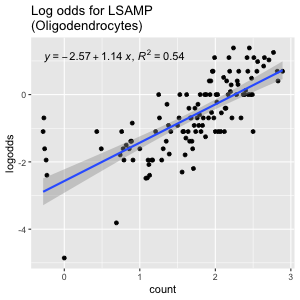 Log odds for LSAMP
(Oligodendrocytes)
y = −2.57 + 1.14 x, R² = 0.54
logodds
0
-2
-4
0
1
2
3
count